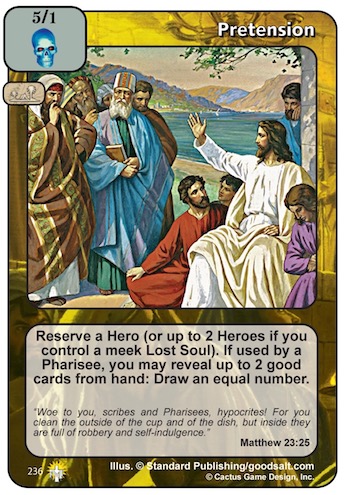 5/1
Pretension
Reserve a Hero (or up to 2 Heroes if you
control a meek Lost Soul). If used by a
Pharisee, you may reveal up to 2 good
cards from hand: Draw an equal number.
"Woe to you, scribes and Pharisees, hypocrites! For you
clean the outside of the cup and of the dish, but inside they
are full of robbery and self-indulgence."
Matthew 23:25
236
Illus. © Standard Publishing/goodsalt.com
© Cactus Game Design, Inc.